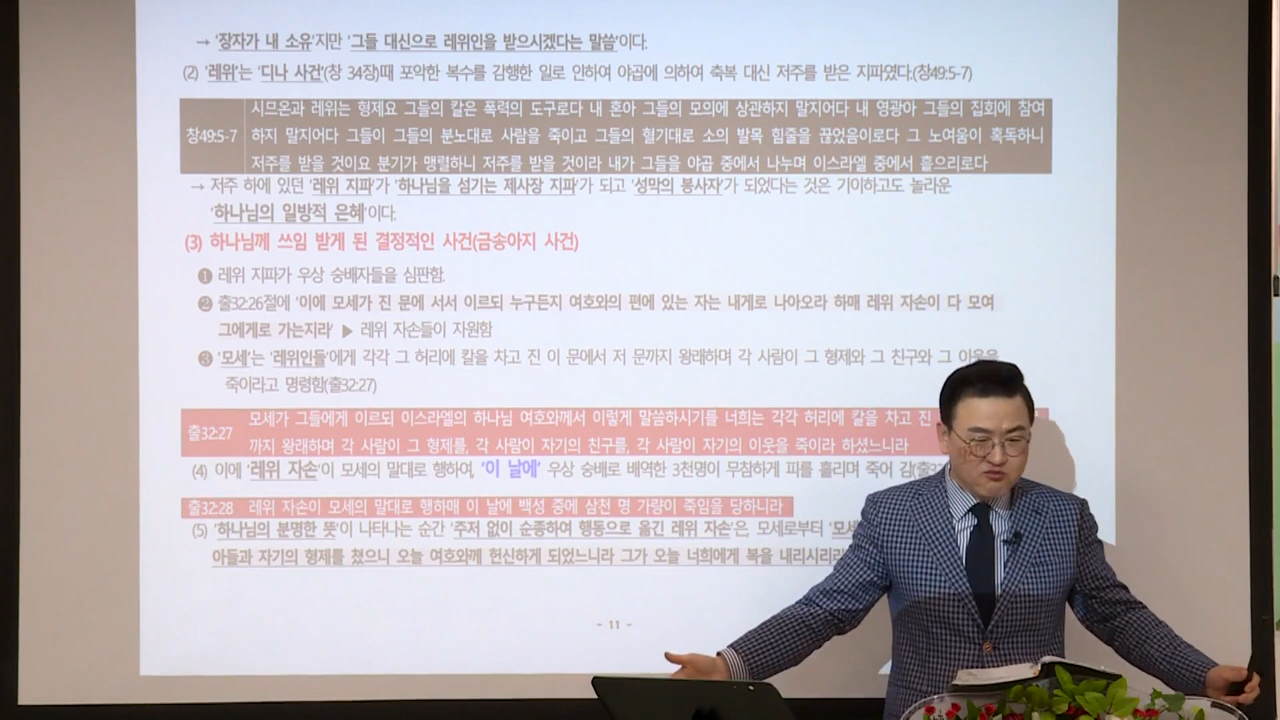 → '장자가 내 소유'지만 '그들 대신으로 레위인을 받으시겠다는 말씀'이다.
(2) '레위'는 '디나 사건'(창 34장)때 포악한 복수를 감행한 일로 인하여 야곱에 의하여 축복 대신 저주를 받은 지파였다.(창49:5-7)
시므온과 레위는 형제요 그들의 칼은 폭력의 도구로다 내 혼아 그들의 모의에 상관하지 말지어다 내 영광아 그들의 집회에 참여
창49:5-7 하지 말지어다 그들이 그들의 분노대로 사람을 죽이고 그들의 혈기대로 소의 발목 힘줄을 끊었음이로다 그 노여움이 혹독하니
저주를 받을 것이요 분기가 맹렬하니 저주를 받을 것이라 내가 그들을 야곱 중에서 나누며 이스라엘 중에서 흩으리로다
→ 저주 하에 있던 '레위 지파'가 '하나님을 섬기는 제사장 지파'가 되고 '성막의 봉사자'가 되었다는 것은 기이하고도 놀라운
'하나님의 일방적 은혜'이다.
(3) 하나님께 쓰임 받게 된 결정적인 사건(금송아지 사건)
❶ 레위 지파가 우상 숭배자들을 심판함.
❷ 출32:26절에 '이에 모세가 진 문에 서서 이르되 누구든지 여호와의 편에 있는 자는 내게로 나아오라 하매 레위 자손이 다 모여
그에게로 가는지라' ▶ 레위 자손들이 자원함
❸ '모세'는 '레위인들'에게 각각 그 허리에 칼을 차고 진 이 문에서 저 문까지 왕래하며 각 사람이 그 형제와 그 친구와 그 이웃을
죽이라고 명령함(출32:27)
모세가 그들에게 이르되 이스라엘의 하나님 여호와께서 이렇게 말씀하시기를 너희는 각각 허리에 칼을 차고 진
출32:27 까지 왕래하며 각 사람이 그 형제를, 각 사람이 자기의 친구를, 각 사람이 자기의 이웃을 죽이라 하셨느니라
(4) 이에 '레위 자손'이 모세의 말대로 행하여, '이 날에' 우상 숭배로 배역한 3천명이 무참하게 피를 흘리며 죽어 감(출
출32:28 레위 자손이 모세의 말대로 행하매 이 날에 백성 중에 삼천 명 가량이 죽임을 당하니라
(5) '하나님의 분명한 뜻'이 나타나는 순간 '주저 없이 순종하여 행동으로 옮긴 레위 자손'은, 모세로부터 '모세
아들과 자기의 형제를 쳤으니 오늘 여호와께 헌신하게 되었느니라 그가 오늘 너희에게 복을 내리시리라
- 11 -